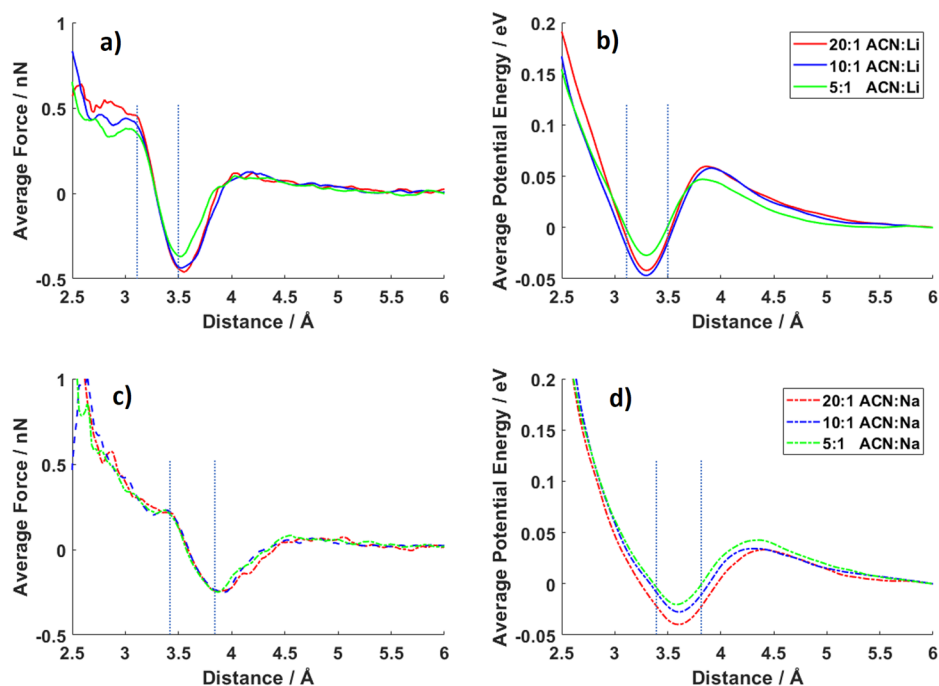 a)
Average Force / nN
1
0.5
0
-0.5
2.5 3 3.5 4 4.5 5 5.5 6
Distance / Å
b)
Average Potential Energy / eV
0.2
0.15
0.1
0.05
0
-0.05
2.5 3 3.5 4 4.5 5 5.5 6
Distance / Å
20:1 ACN:Li
10:1 ACN:Li
5:1 ACN:Li
c)
Average Force / nN
1
0.5
0
-0.5
2.5 3 3.5 4 4.5 5 5.5 6
Distance / Å
d)
Average Potential Energy / eV
0.2
0.15
0.1
0.05
0
-0.05
2.5 3 3.5 4 4.5 5 5.5 6
Distance / Å
20:1 ACN:Na
10:1 ACN:Na
5:1 ACN:Na